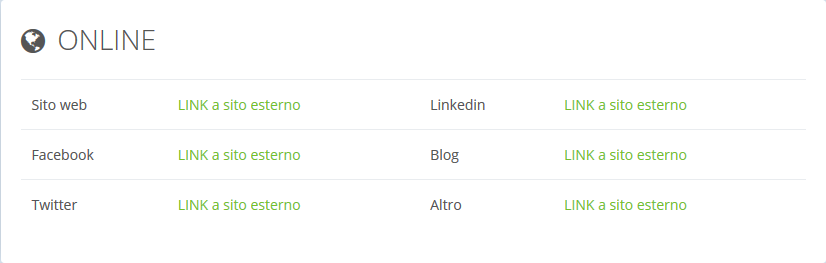 ONLINE
Sito web LINK a sito esterno Linkedin LINK a sito esterno
Facebook LINK a sito esterno Blog LINK a sito esterno
Twitter LINK a sito esterno Altro LINK a sito esterno